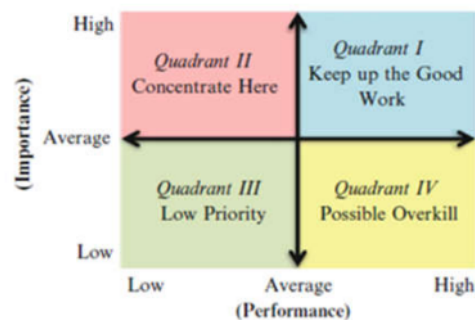 (Importance)
High
Average
Low
Quadrant II
Concentrate Here
Quadrant I
Keep up the Good
Work
Quadrant III
Low Priority
Quadrant IV
Possible Overkill
Low
Average
High
(Performance)